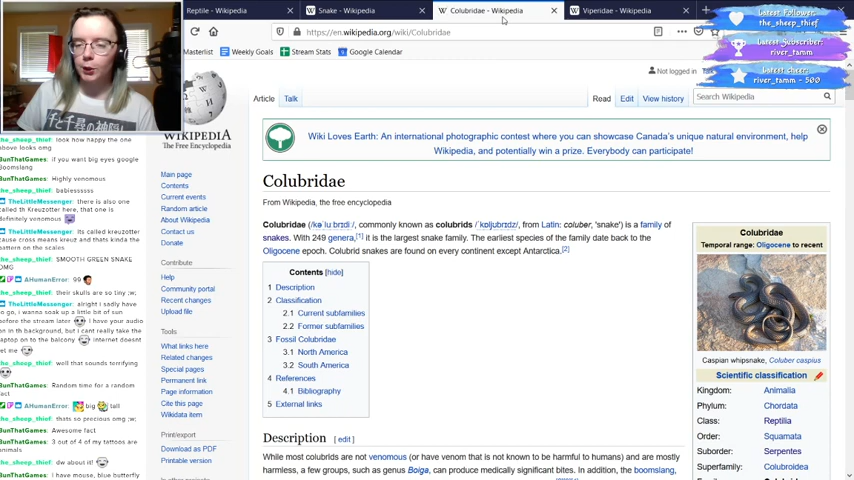 Reptile - Wikipedia
Snake - Wikipedia
Colubridae - Wikipedia
Viperidae - Wikipedia
https://en.wikipedia.org/wiki/Colubridae
Masterlist
Weekly Goals
Stream Stats
Google Calendar
Latest Follower:
the_sheep_thief
Latest Subscriber:
river_tamm
Latest cheer:
river_tamm - 500
Not logged in
Article
Talk
Read
Edit
View history
Search Wikipedia
WIKIPEDIA
The Free Encyclopedia
Main page
Contents
Current events
Random article
About Wikipedia
Contact us
Donate
Contribute
Help
Community portal
Recent changes
Upload file
Tools
What links here
Related changes
Special pages
Permanent link
Page information
Cite this page
Wikidata item
Print/export
Download as PDF
Printable version
Wiki Loves Earth: An international photographic contest where you can showcase Canada's unique natural environment, help
Wikipedia, and potentially win a prize. Everybody can participate!
Colubridae
From Wikipedia, the free encyclopedia
Colubridae (/kəˈluːbrɪdiː/, commonly known as colubrids /ˈkɒljʊbrɪdz/, from Latin: coluber, 'snake') is a family of
snakes. With 249 genera,[1] it is the largest snake family. The earliest species of the family date back to the
Oligocene epoch. Colubrid snakes are found on every continent except Antarctica.[2]
Contents [hide]
1 Description
2 Classification
2.1 Current subfamilies
2.2 Former subfamilies
3 Fossil Colubridae
3.1 North America
3.2 South America
4 References
4.1 Bibliography
5 External links
Description [ edit ]
While most colubrids are not venomous (or have venom that is not known to be harmful to humans) and are mostly
harmless, a few groups, such as genus Boiga, can produce medically significant bites. In addition, the boomslang,
Colubridae
Temporal range: Oligocene to recent
Caspian whipsnake, Coluber caspius
Scientific classification
Kingdom: Animalia
Phylum: Chordata
Class: Reptilia
Order: Squamata
Suborder: Serpentes
Superfamily: Colubroidea
the_sheep_thief: look how happy the one
above looks omg
BunThatGames: if you want big eyes google
Boomslang
BunThatGames: Highly venomous
the_sheep_thief: bablesssss
TheLittleMessenger: there is also one
called the Kreuzotter here, that one is
definitely venomous
TheLittleMessenger: its called kreuzotter
cause cross means kreuz and thats kinda the
pattern on the scales
the_sheep_thief: SMOOTH GREEN SNAKE
OMG
AHumanError: 99
the_sheep_thief: their skulls are so tiny ;w;
TheLittleMessenger: alright I sadly have
to go, i wanna soak up a little bit of sun
before the stream later
I have your audio
on in th background, but i cant really take the
laptop on to the balcony
internet doesnt
let me
the_sheep_thief: well that sounds terrifying
BunThatGames: Random time for a random
fact
AHumanError: big tall
the_sheep_thief: thats so precious omg ;w;
BunThatGames: Awesome fact
BunThatGames: 3 out of 4 of my tattoos are
animals
the_sheep_thief: dw about it!
BunThatGames: I have mouse, blue butterfly